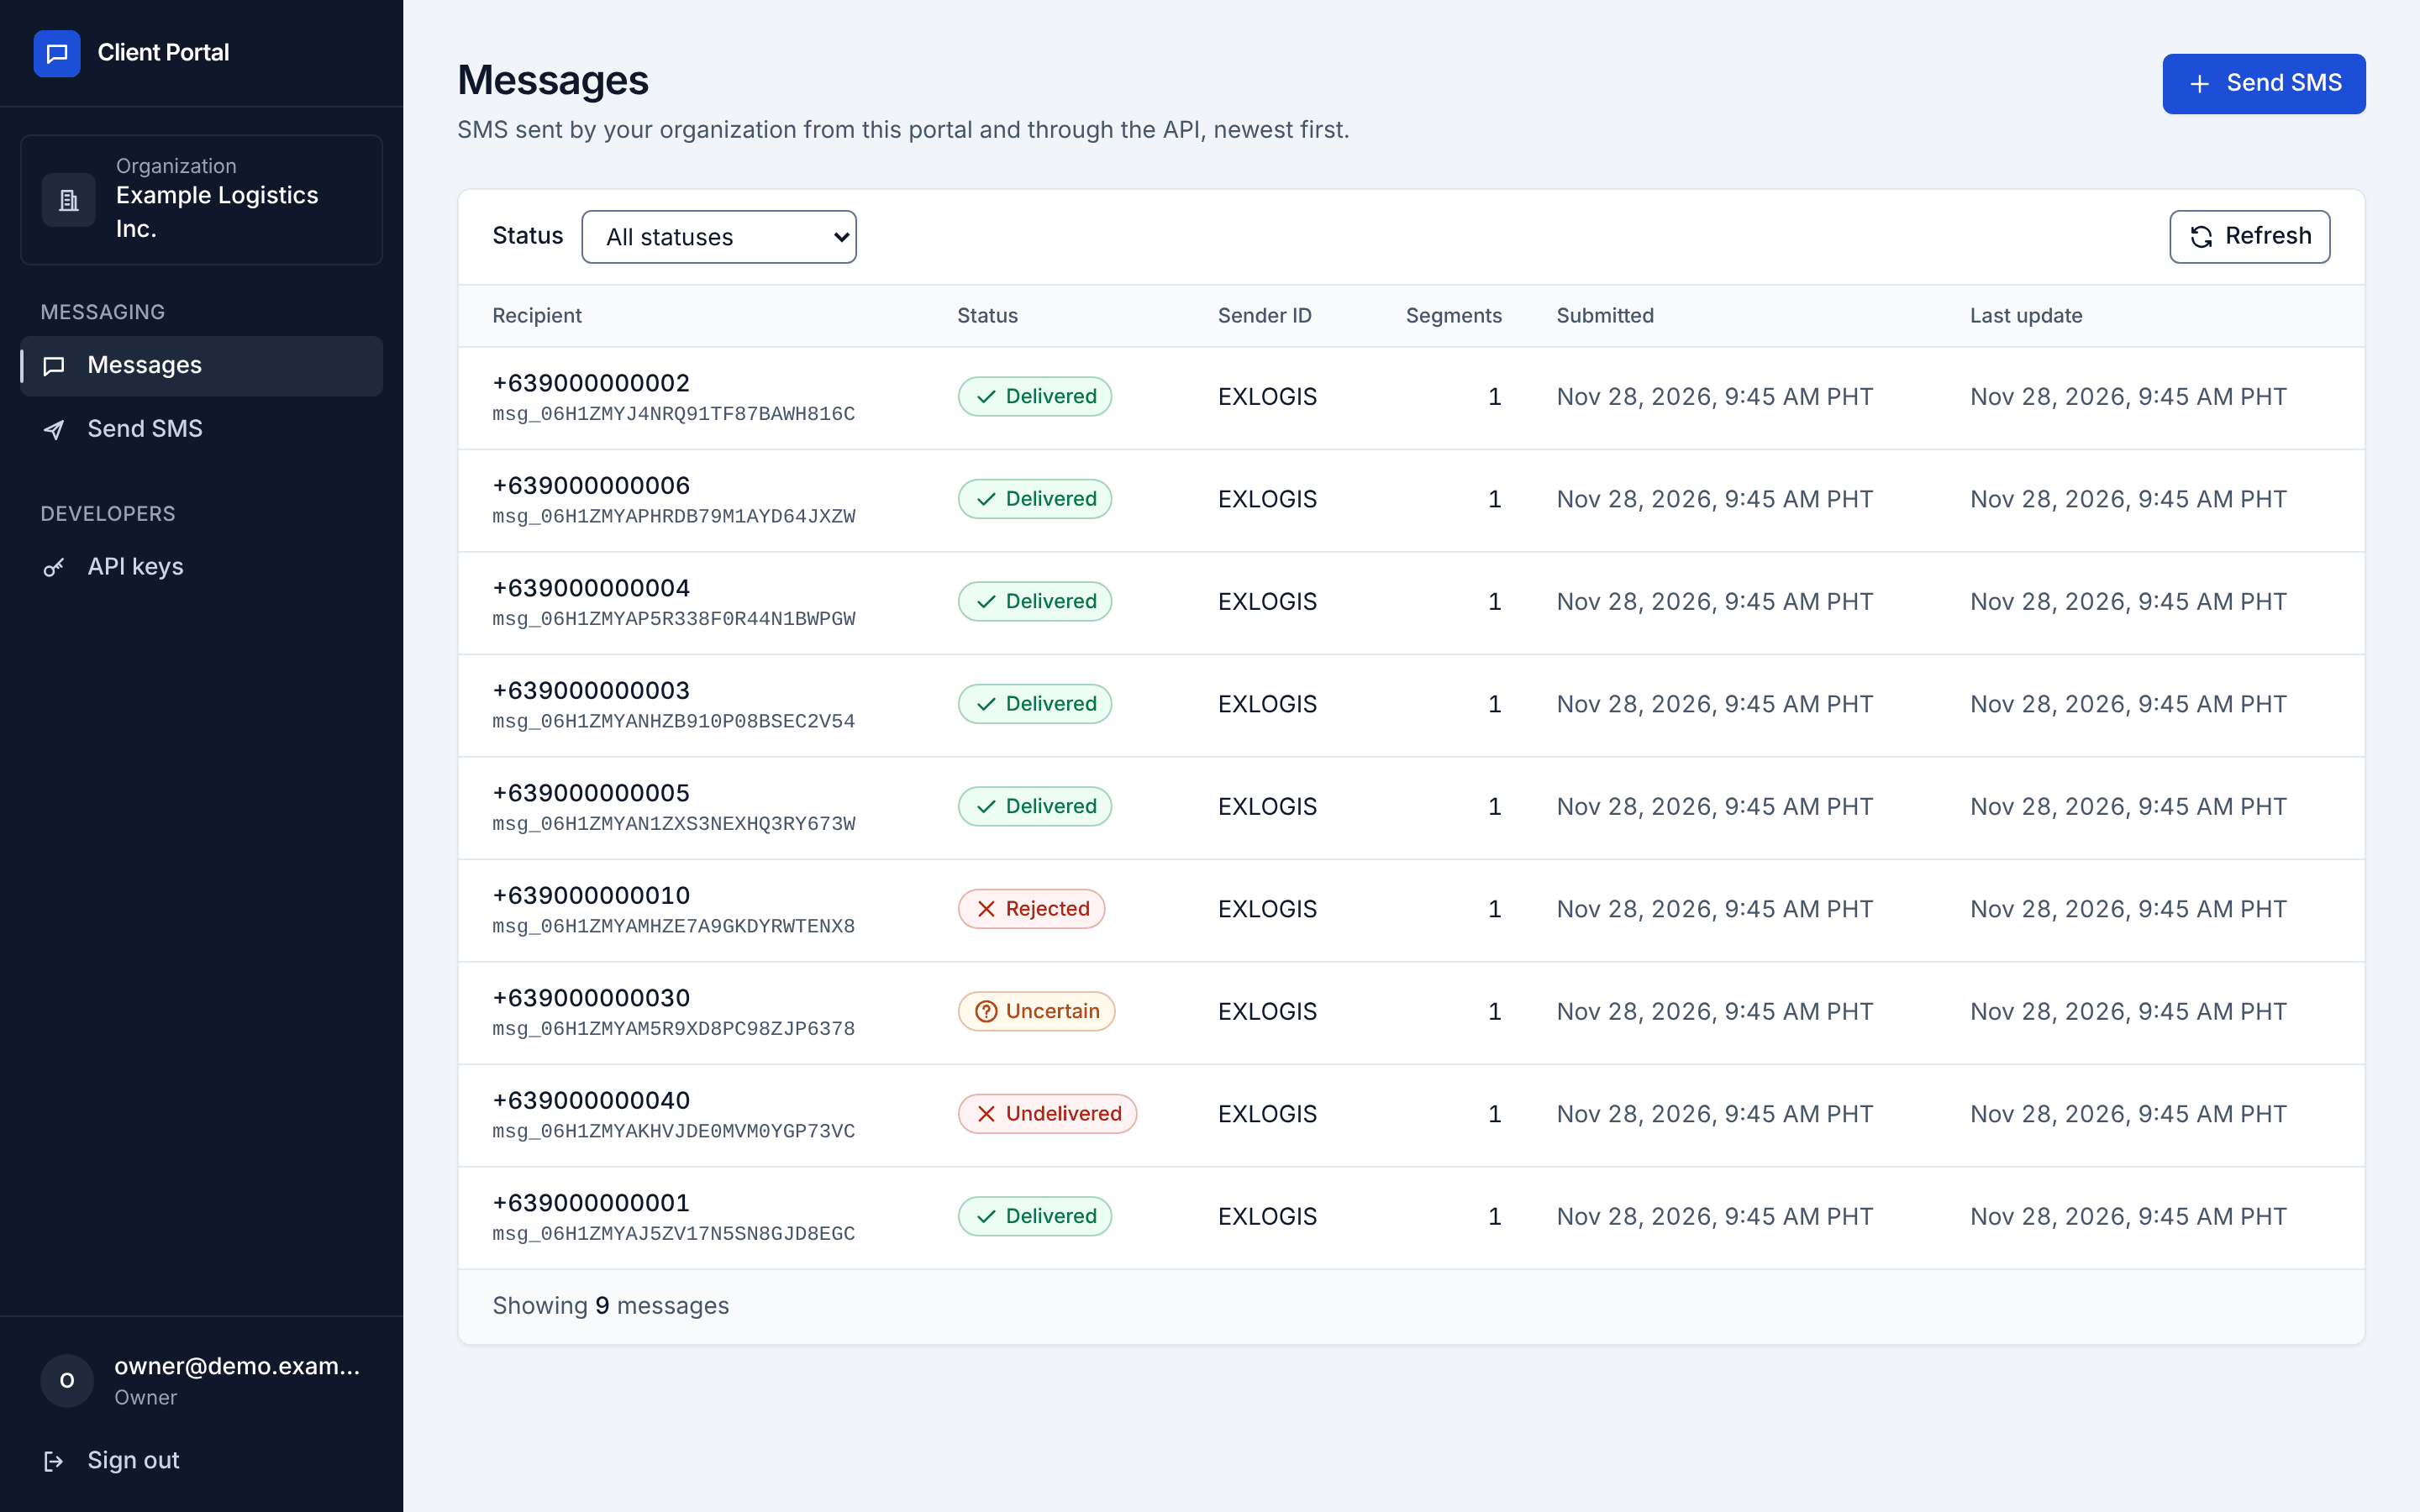 Client Portal
Organization
Example Logistics
Inc.
MESSAGING
Messages
Send SMS
DEVELOPERS
API keys
owner@demo.exam...
O
Owner
Sign out
Messages
SMS sent by your organization from this portal and through the API, newest first.
+ Send SMS
Status All statuses Refresh
Recipient Status Sender ID Segments Submitted Last update
+639000000002
msg_06H1ZMYJ4NRQ91TF87BAWH816C
Delivered EXLOGIS 1 Nov 28, 2026, 9:45 AM PHT Nov 28, 2026, 9:45 AM PHT
+639000000006
msg_06H1ZMYAPHRDB79M1AYD64JXZW
Delivered EXLOGIS 1 Nov 28, 2026, 9:45 AM PHT Nov 28, 2026, 9:45 AM PHT
+639000000004
msg_06H1ZMYAP5R338F0R44N1BWPGW
Delivered EXLOGIS 1 Nov 28, 2026, 9:45 AM PHT Nov 28, 2026, 9:45 AM PHT
+639000000003
msg_06H1ZMYANHZB910P08BSEC2V54
Delivered EXLOGIS 1 Nov 28, 2026, 9:45 AM PHT Nov 28, 2026, 9:45 AM PHT
+639000000005
msg_06H1ZMYAN1ZXS3NEXHQ3RY673W
Delivered EXLOGIS 1 Nov 28, 2026, 9:45 AM PHT Nov 28, 2026, 9:45 AM PHT
+639000000010
msg_06H1ZMYAMHZE7A9GKDYRWTENX8
Rejected EXLOGIS 1 Nov 28, 2026, 9:45 AM PHT Nov 28, 2026, 9:45 AM PHT
+639000000030
msg_06H1ZMYAM5R9XD8PC98ZJP6378
Uncertain EXLOGIS 1 Nov 28, 2026, 9:45 AM PHT Nov 28, 2026, 9:45 AM PHT
+639000000040
msg_06H1ZMYAKHVJDE0MVM0YGP73VC
Undelivered EXLOGIS 1 Nov 28, 2026, 9:45 AM PHT Nov 28, 2026, 9:45 AM PHT
+639000000001
msg_06H1ZMYAJ5ZV17N5SN8GJD8EGC
Delivered EXLOGIS 1 Nov 28, 2026, 9:45 AM PHT Nov 28, 2026, 9:45 AM PHT
Showing 9 messages